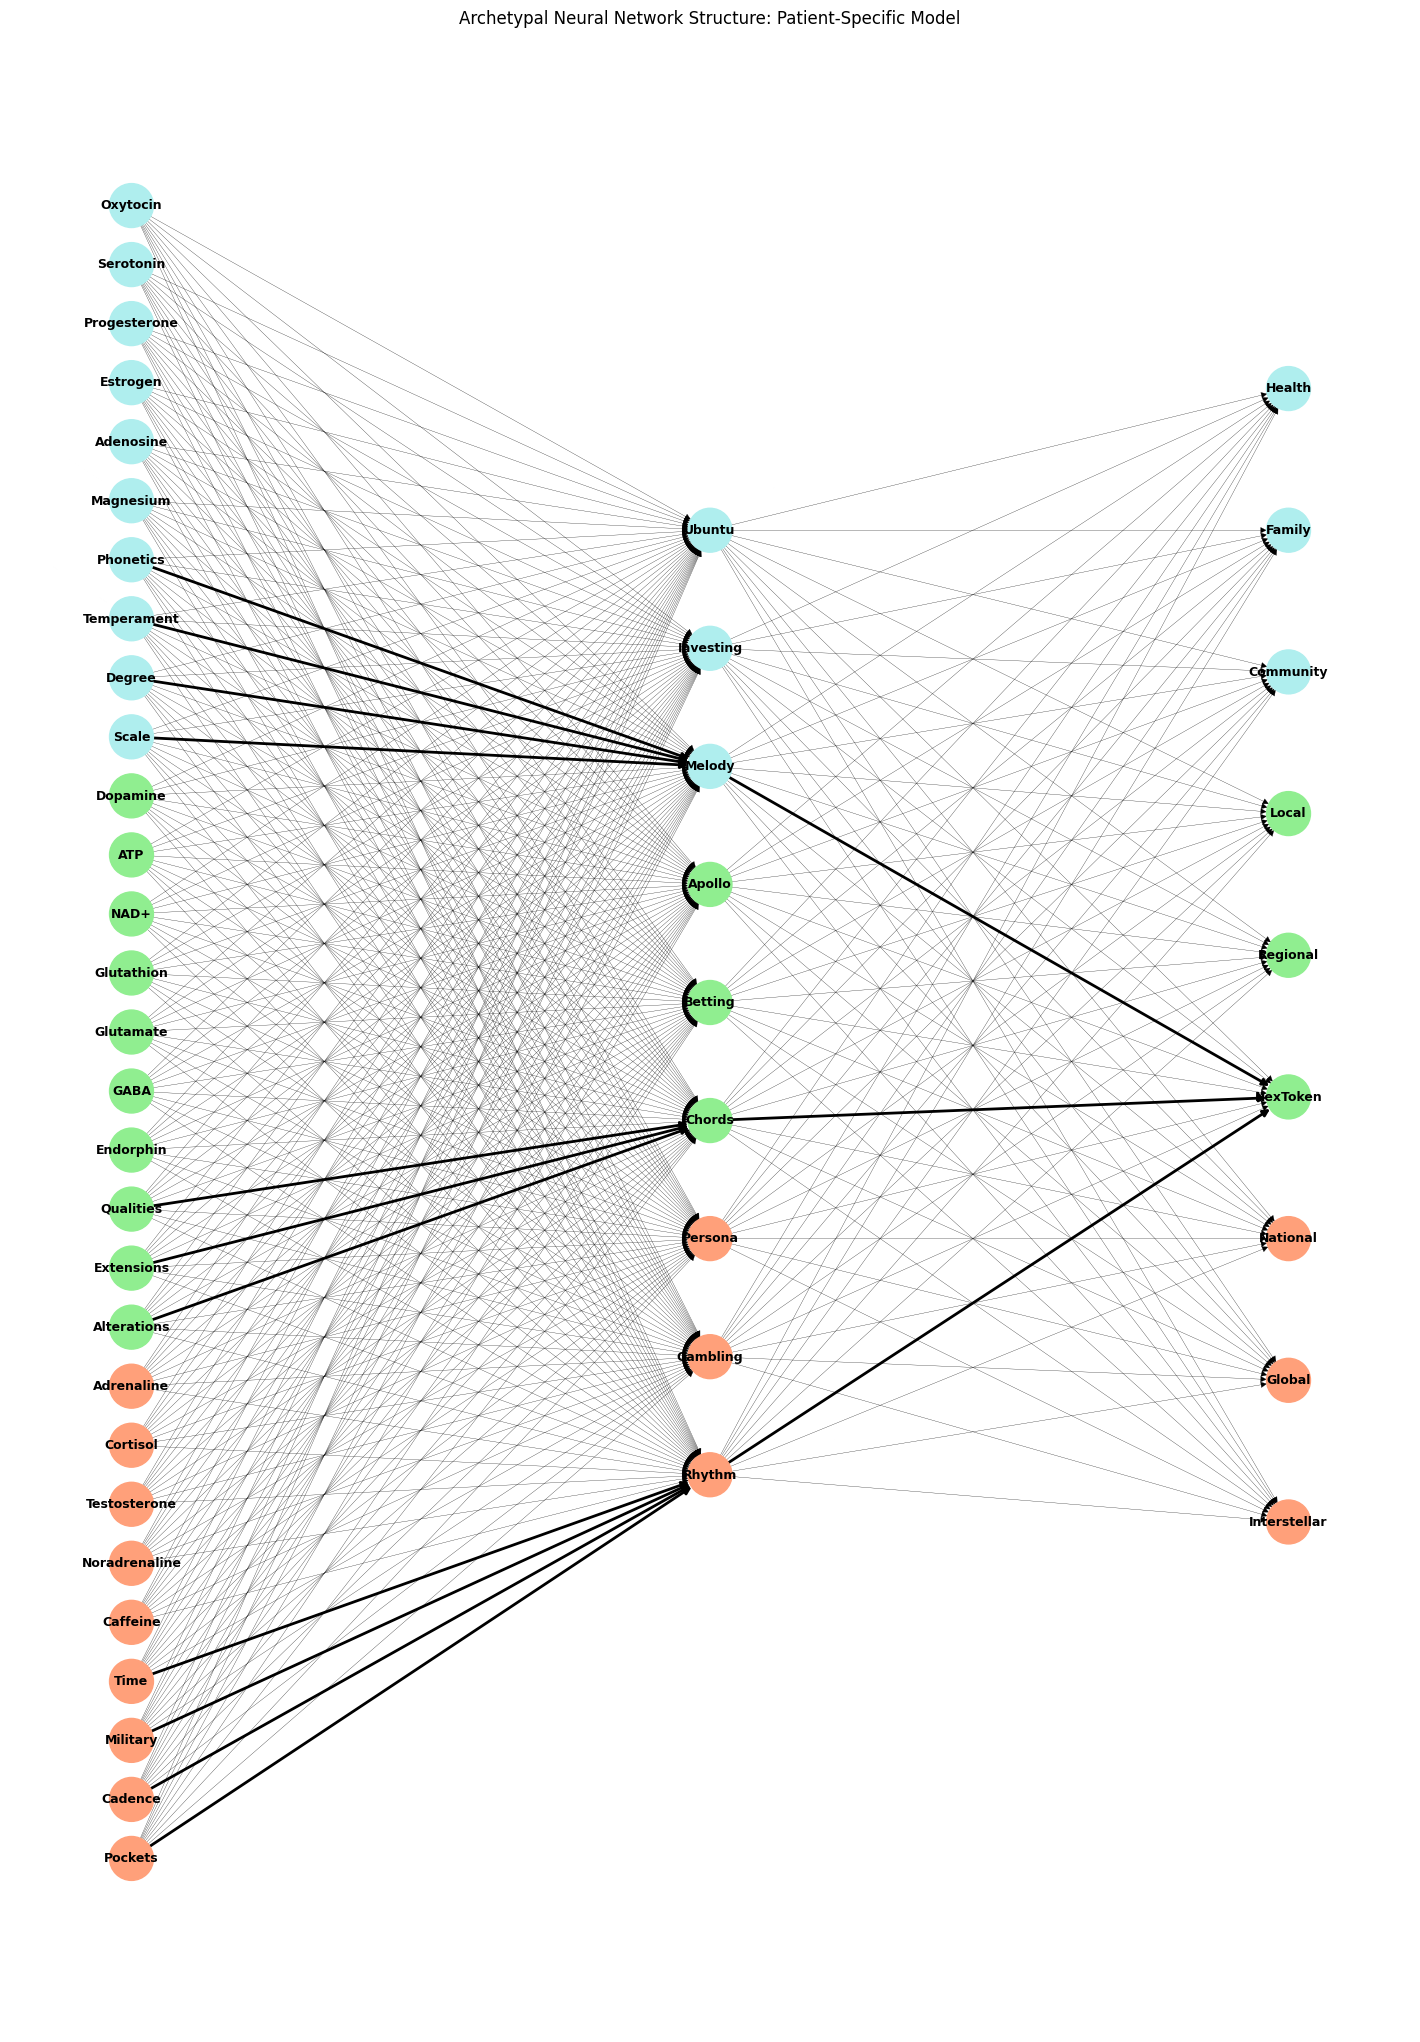 Archetypal Neural Network Structure: Patient-Specific Model
Oxytocin
Serotonin
Progesterone
Estrogen
Adenosine
Magnesium
Phonetics
Temperament
Degree
Scale
Dopamine
ATP
NAD+
Glutathion
Glutamate
GABA
Endorphin
Qualities
Extensions
Alterations
Adrenaline
Cortisol
Testosterone
Noradrenaline
Caffeine
Time
Military
Cadence
Pockets
Ubuntu
Investing
Melody
Apollo
Betting
Chords
Persona
Gambling
Rhythm
Health
Family
Community
Local
Regional
NexToken
National
Global
Interstellar